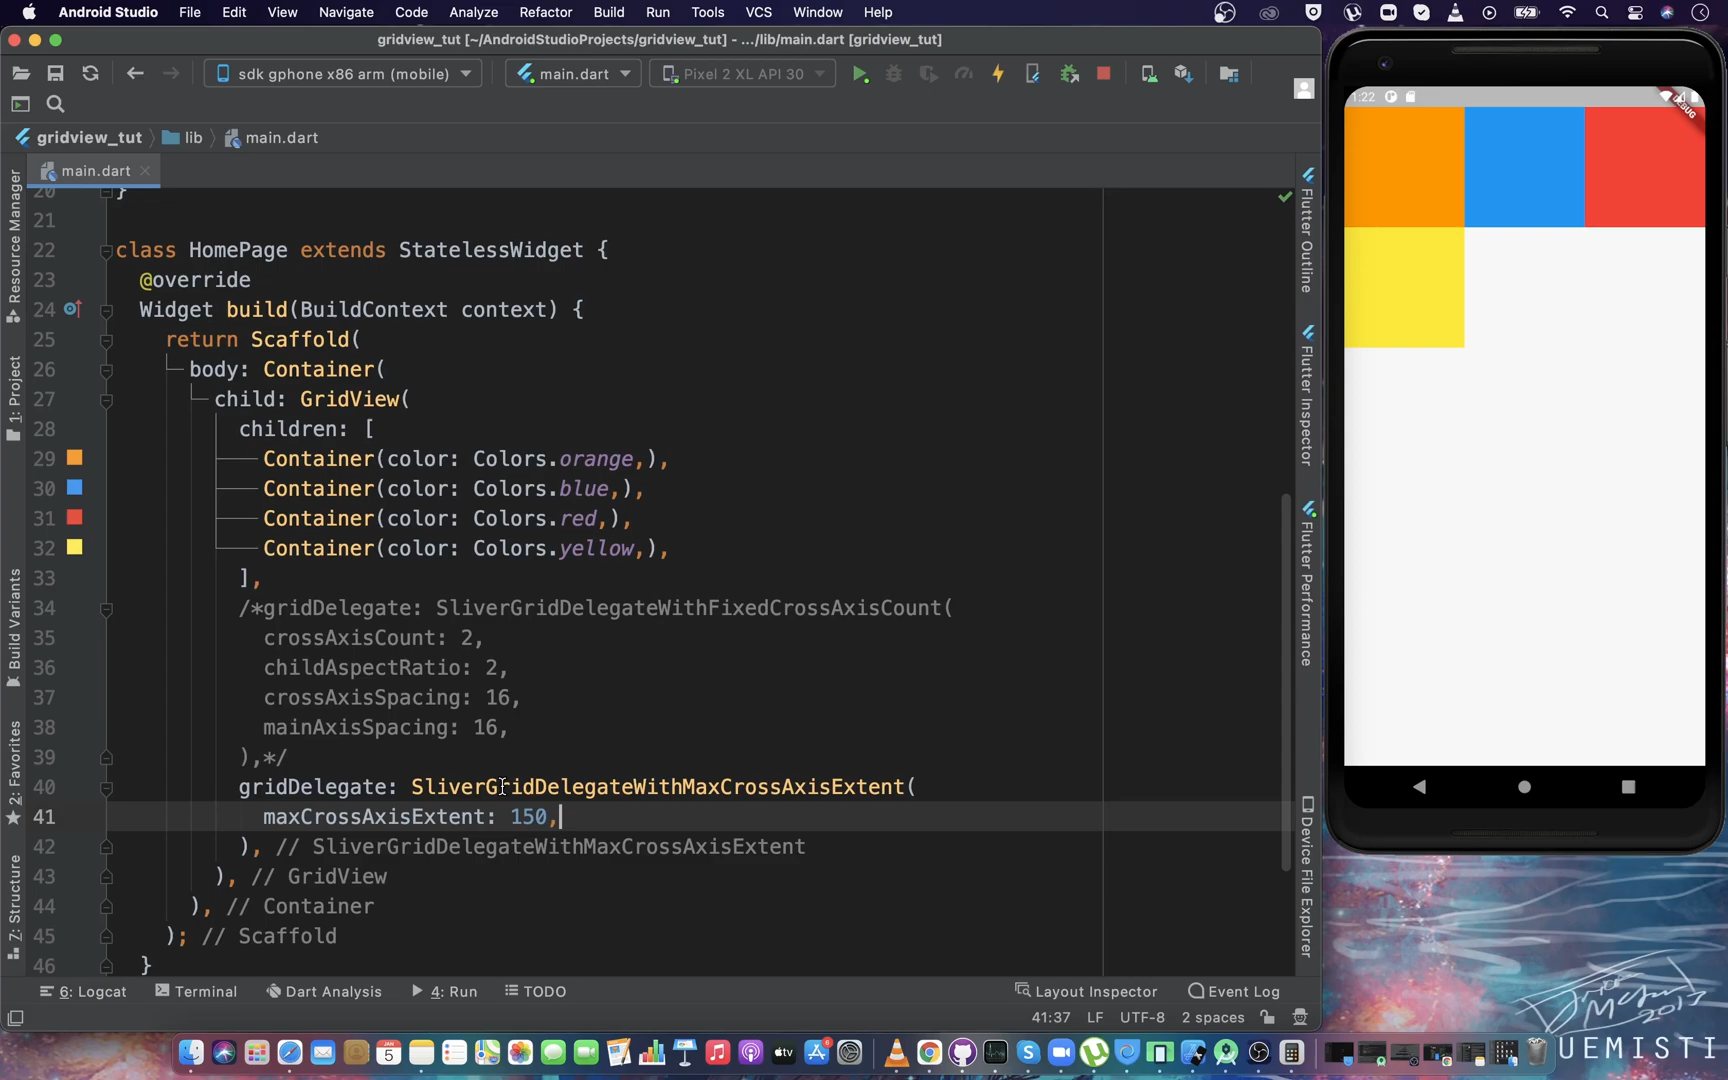 Android Studio File Edit View Navigate Code Analyze Refactor Build Run Tools VCS Window Help
gridview_tut [~/AndroidStudioProjects/gridview_tut] - .../lib/main.dart [gridview_tut]
sdk gphone x86 arm (mobile) main.dart Pixel 2 XL API 30
gridview_tut lib main.dart
main.dart
20 }
21
22 class HomePage extends StatelessWidget {
23 @override
24 Widget build(BuildContext context) {
25 return Scaffold(
26 body: Container(
27 child: GridView(
28 children: [
29 Container(color: Colors.orange,),
30 Container(color: Colors.blue,),
31 Container(color: Colors.red,),
32 Container(color: Colors.yellow,),
33 ],
34 /*gridDelegate: SliverGridDelegateWithFixedCrossAxisCount(
35 crossAxisCount: 2,
36 childAspectRatio: 2,
37 crossAxisSpacing: 16,
38 mainAxisSpacing: 16,
39 ),*/
40 gridDelegate: SliverGridDelegateWithMaxCrossAxisExtent(
41 maxCrossAxisExtent: 150,
42 ), // SliverGridDelegateWithMaxCrossAxisExtent
43 ), // GridView
44 ), // Container
45 ); // Scaffold
46 }
Resource Manager
1: Project
Build Variants
2: Favorites
7: Structure
Flutter Outline
Flutter Inspector
Flutter Performance
Device File Explorer
1:22
DEBUG
6: Logcat Terminal Dart Analysis 4: Run TODO Layout Inspector Event Log
41:37 LF UTF-8 2 spaces
JAN
5
tv
UEMISTI